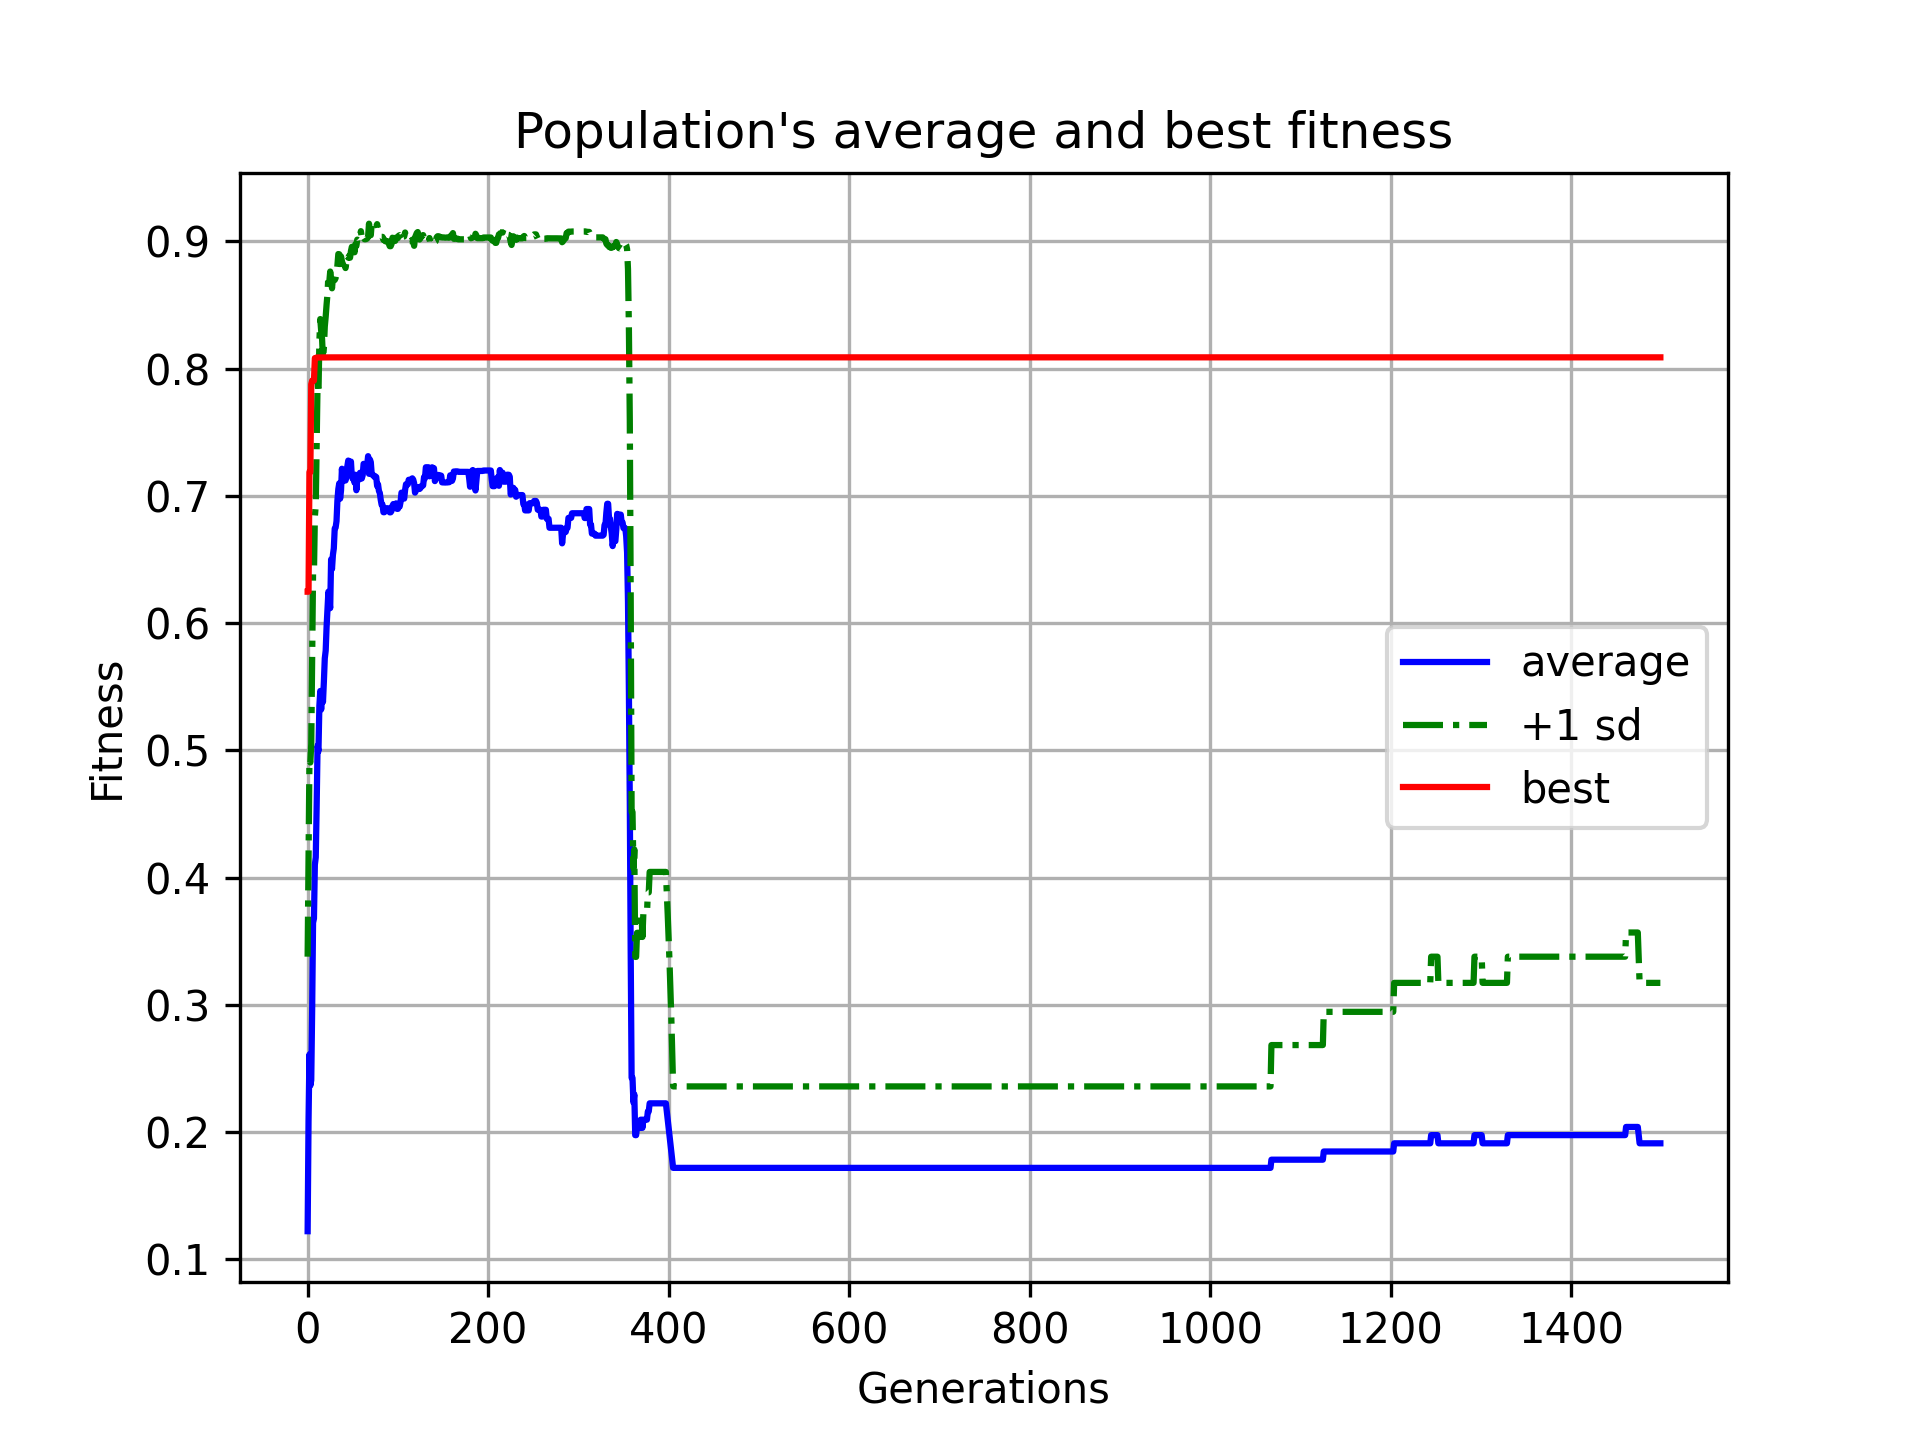 Population's average and best fitness
Fitness
0.9
0.8
0.7
0.6
0.5
0.4
0.3
0.2
0.1
average
+1 sd
best
0 200 400 600 800 1000 1200 1400
Generations